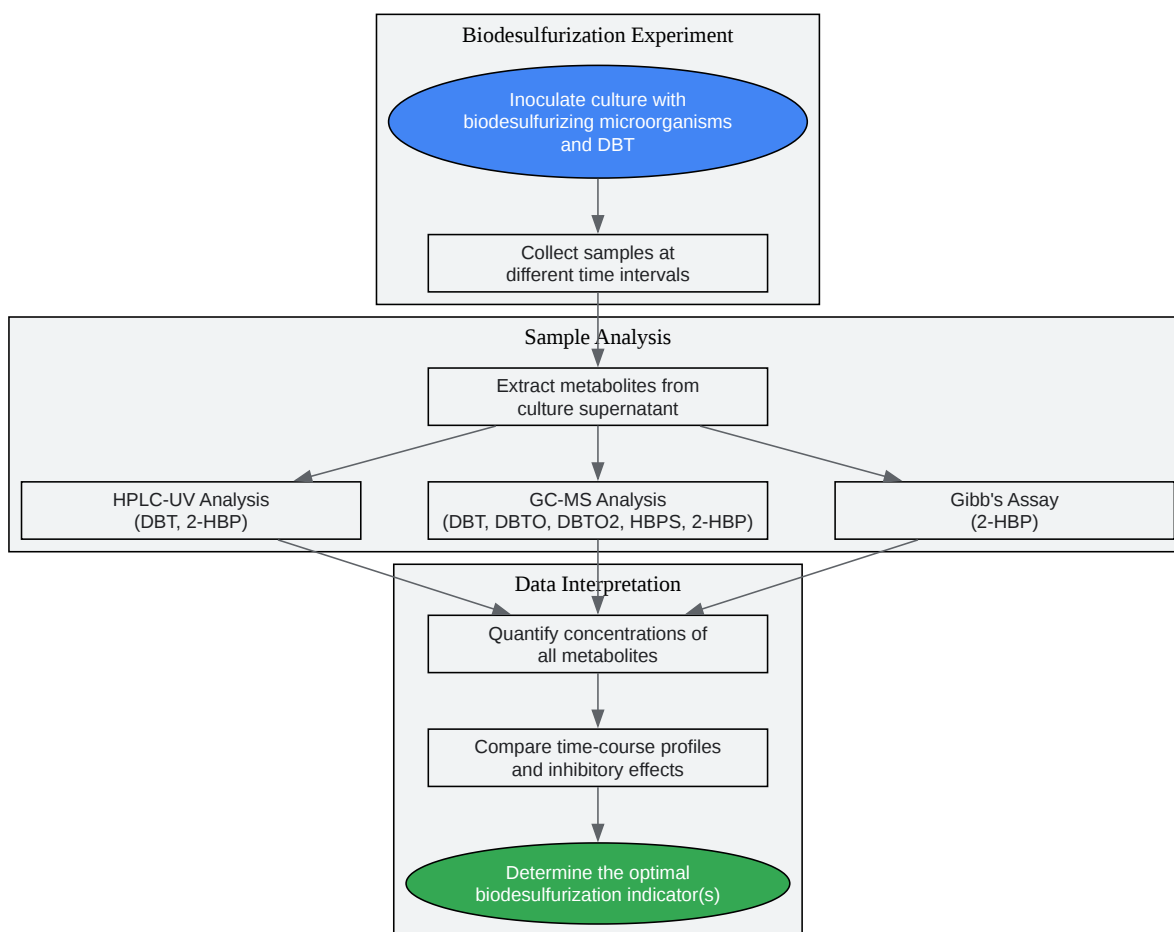 Biodesulfurization Experiment
Inoculate culture with
biodesulfurizing microorganisms
and DBT
Collect samples at
different time intervals
Sample Analysis
Extract metabolites from
culture supernatant
HPLC-UV Analysis
(DBT, 2-HBP)
GC-MS Analysis
(DBT, DBTO, DBTO2, HBPS, 2-HBP)
Gibb's Assay
(2-HBP)
Data Interpretation
Quantify concentrations of
all metabolites
Compare time-course profiles
and inhibitory effects
Determine the optimal
biodesulfurization indicator(s)